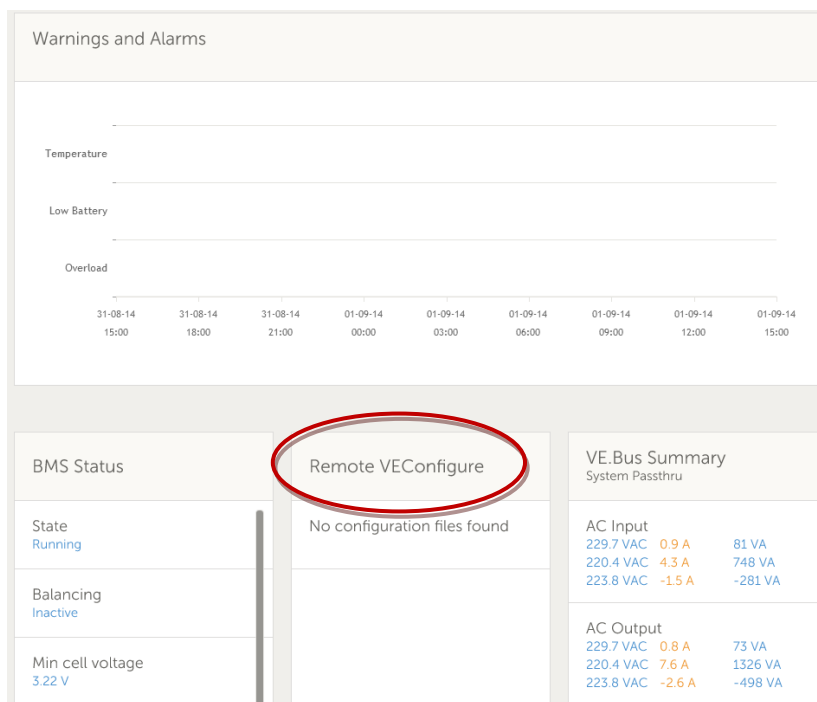 Warnings and Alarms
Temperature
Low Battery
Overload
31-08-14 31-08-14 31-08-14 01-09-14 01-09-14 01-09-14 01-09-14 01-09-14 01-09-14
15:00 18:00 21:00 00:00 03:00 06:00 09:00 12:00 15:00
BMS Status
State
Running
Balancing
Inactive
Min cell voltage
3.22 V
Remote VEConfigure
No configuration files found
VE.Bus Summary
System Passthru
AC Input
229.7 VAC 0.9 A 81 VA
220.4 VAC 4.3 A 748 VA
223.8 VAC -1.5 A -281 VA
AC Output
229.7 VAC 0.8 A 73 VA
220.4 VAC 7.6 A 1326 VA
223.8 VAC -2.6 A -498 VA